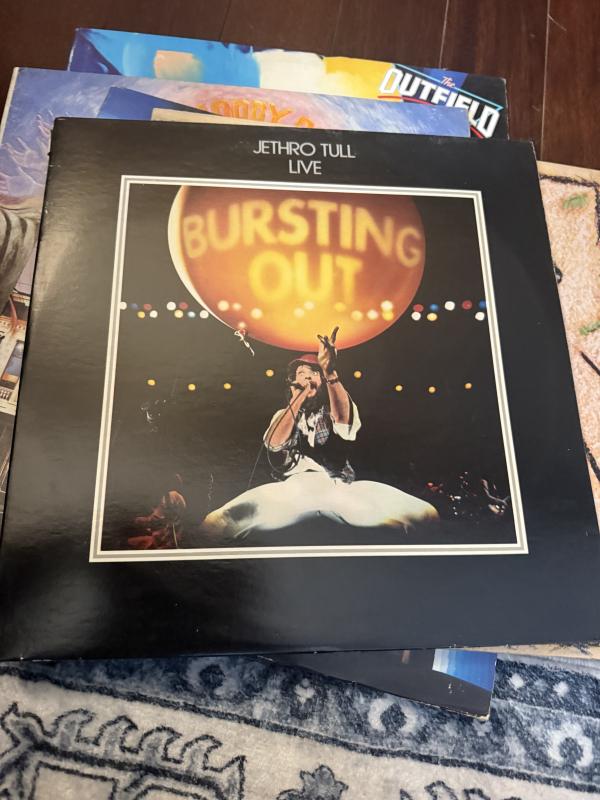 The
OUTFIELD
JETHRO TULL
LIVE
BURSTING
OUT